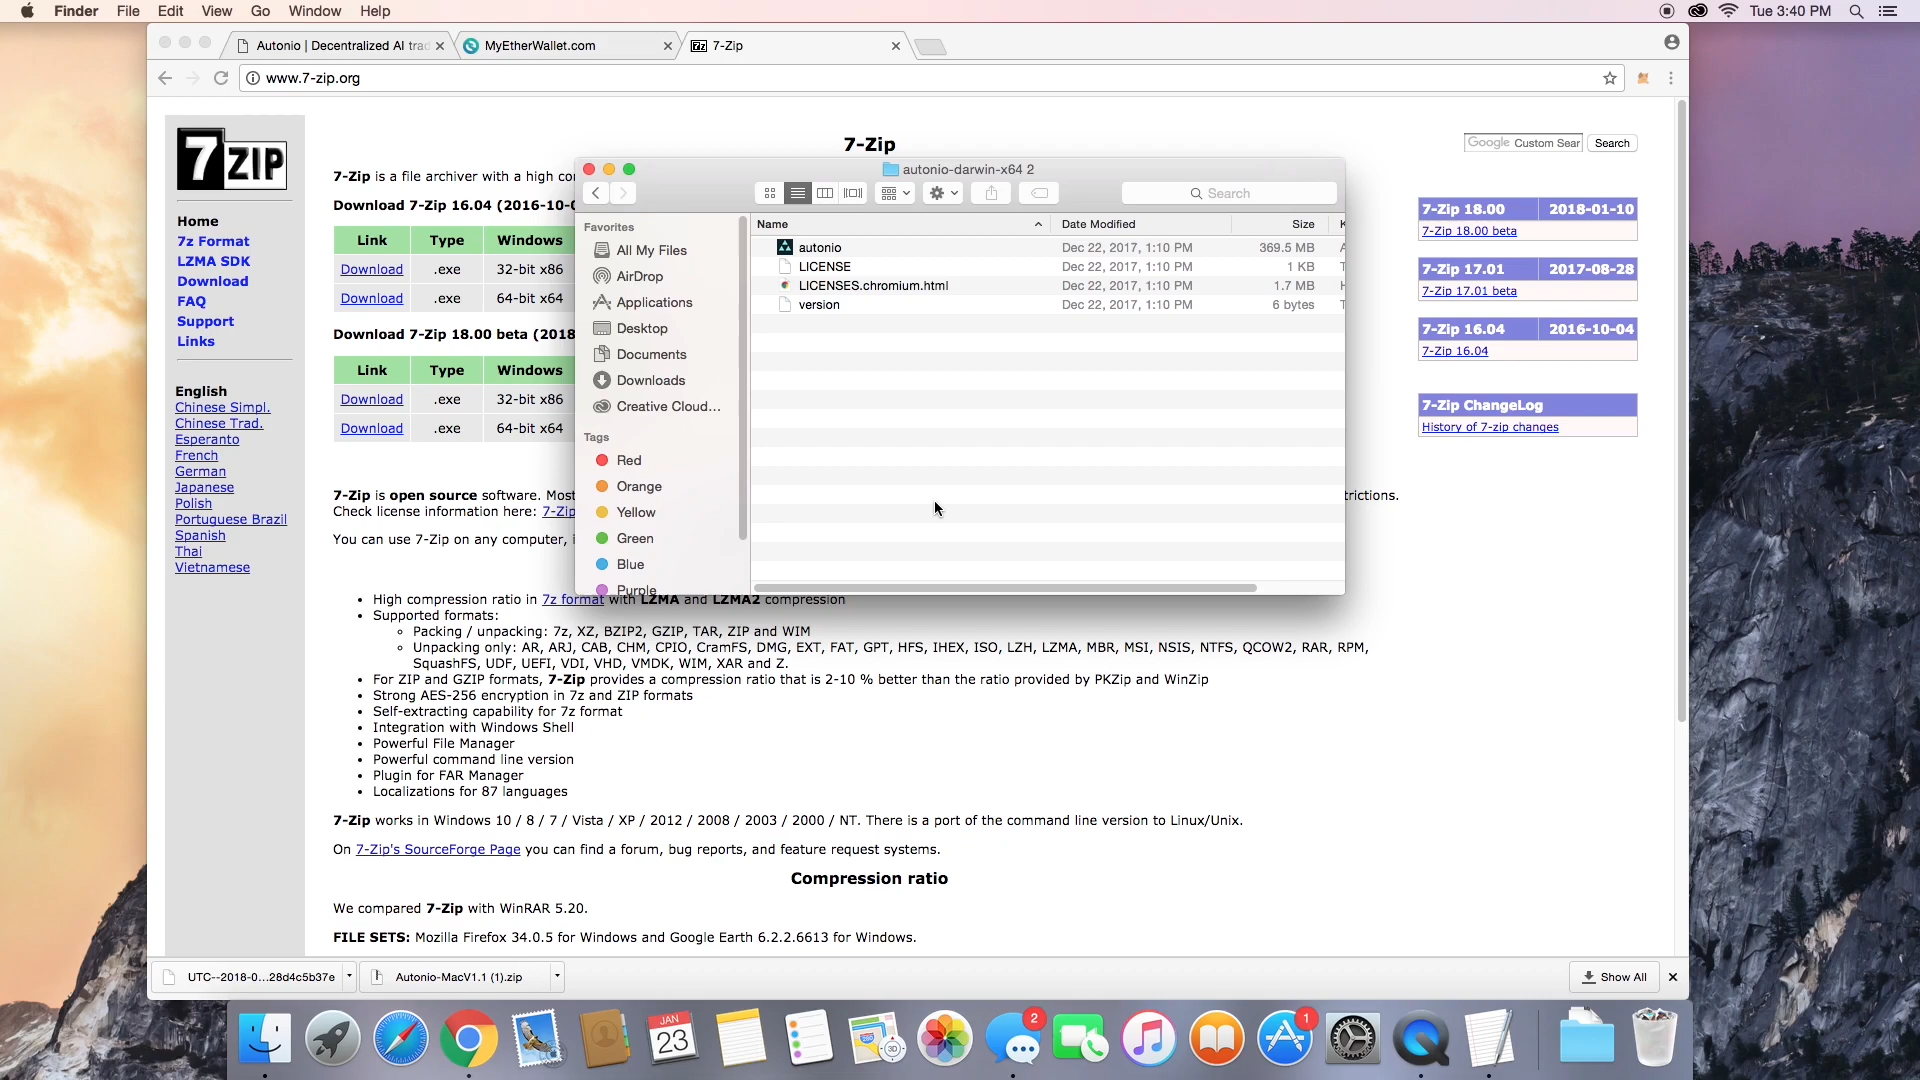 Finder File Edit View Go Window Help
Tue 3:40 PM
Autonio | Decentralized AI trad
MyEtherWallet.com
7-Zip
www.7-zip.org
7ZIP
Home
7z Format
LZMA SDK
Download
FAQ
Support
Links
English
Chinese Simpl.
Chinese Trad.
Esperanto
French
German
Japanese
Polish
Portuguese Brazil
Spanish
Thai
Vietnamese
7-Zip
7-Zip is a file archiver with a high co
Download 7-Zip 16.04 (2016-10-0
Link Type Windows
Download .exe 32-bit x86
Download .exe 64-bit x64
Download 7-Zip 18.00 beta (2018
Link Type Windows
Download .exe 32-bit x86
Download .exe 64-bit x64
7-Zip is open source software. Most
trictions.
Check license information here: 7-Zip
You can use 7-Zip on any computer, i
autonio-darwin-x64 2
Search
Favorites
All My Files
AirDrop
Applications
Desktop
Documents
Downloads
Creative Cloud...
Tags
Red
Orange
Yellow
Green
Blue
Purple
Name Date Modified Size K
autonio Dec 22, 2017, 1:10 PM 369.5 MB A
LICENSE Dec 22, 2017, 1:10 PM 1 KB T
LICENSES.chromium.html Dec 22, 2017, 1:10 PM 1.7 MB H
version Dec 22, 2017, 1:10 PM 6 bytes T
Google Custom Sear Search
7-Zip 18.00 2018-01-10
7-Zip 18.00 beta
7-Zip 17.01 2017-08-28
7-Zip 17.01 beta
7-Zip 16.04 2016-10-04
7-Zip 16.04
7-Zip ChangeLog
History of 7-zip changes
• High compression ratio in 7z format with LZMA and LZMA2 compression
• Supported formats:
◦ Packing / unpacking: 7z, XZ, BZIP2, GZIP, TAR, ZIP and WIM
◦ Unpacking only: AR, ARJ, CAB, CHM, CPIO, CramFS, DMG, EXT, FAT, GPT, HFS, IHEX, ISO, LZH, LZMA, MBR, MSI, NSIS, NTFS, QCOW2, RAR, RPM,
SquashFS, UDF, UEFI, VDI, VHD, VMDK, WIM, XAR and Z.
• For ZIP and GZIP formats, 7-Zip provides a compression ratio that is 2-10 % better than the ratio provided by PKZip and WinZip
• Strong AES-256 encryption in 7z and ZIP formats
• Self-extracting capability for 7z format
• Integration with Windows Shell
• Powerful File Manager
• Powerful command line version
• Plugin for FAR Manager
• Localizations for 87 languages
7-Zip works in Windows 10 / 8 / 7 / Vista / XP / 2012 / 2008 / 2003 / 2000 / NT. There is a port of the command line version to Linux/Unix.
On 7-Zip's SourceForge Page you can find a forum, bug reports, and feature request systems.
Compression ratio
We compared 7-Zip with WinRAR 5.20.
FILE SETS: Mozilla Firefox 34.0.5 for Windows and Google Earth 6.2.2.6613 for Windows.
UTC--2018-0...28d4c5b37e
Autonio-MacV1.1 (1).zip
Show All
JAN
23
280
3D
2
1